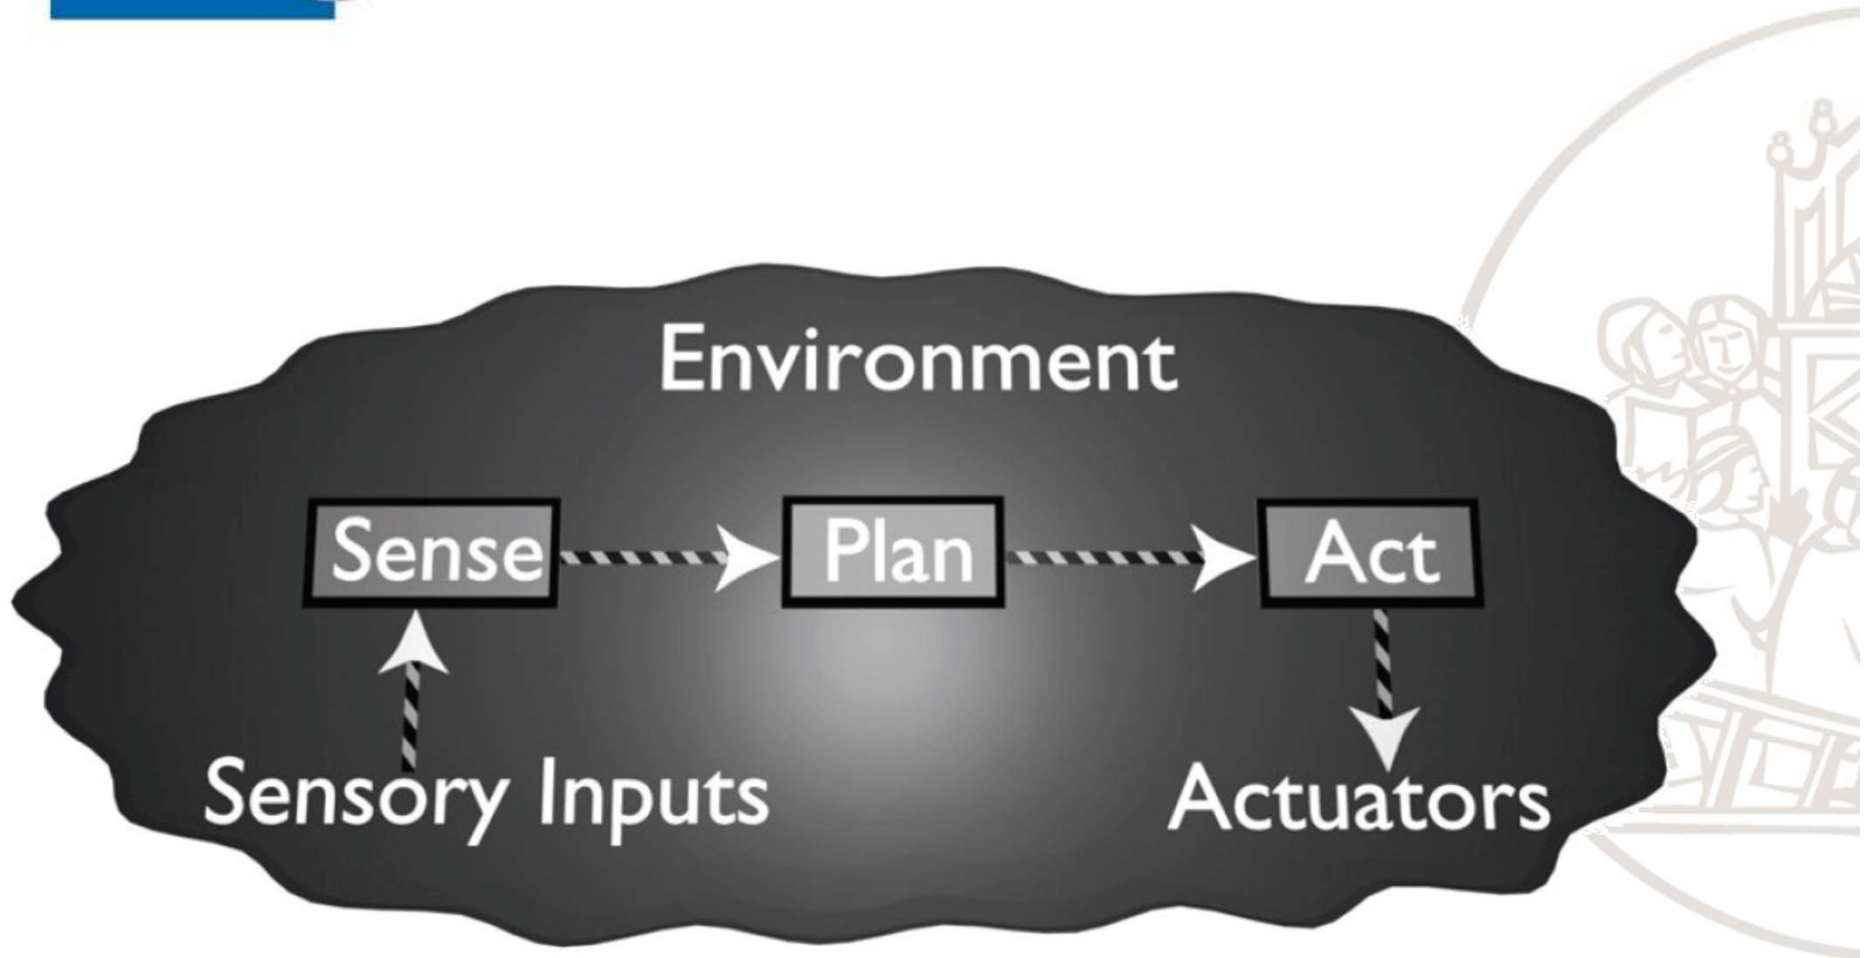 Environment
Sense
Plan
Act
Sensory Inputs
Actuators